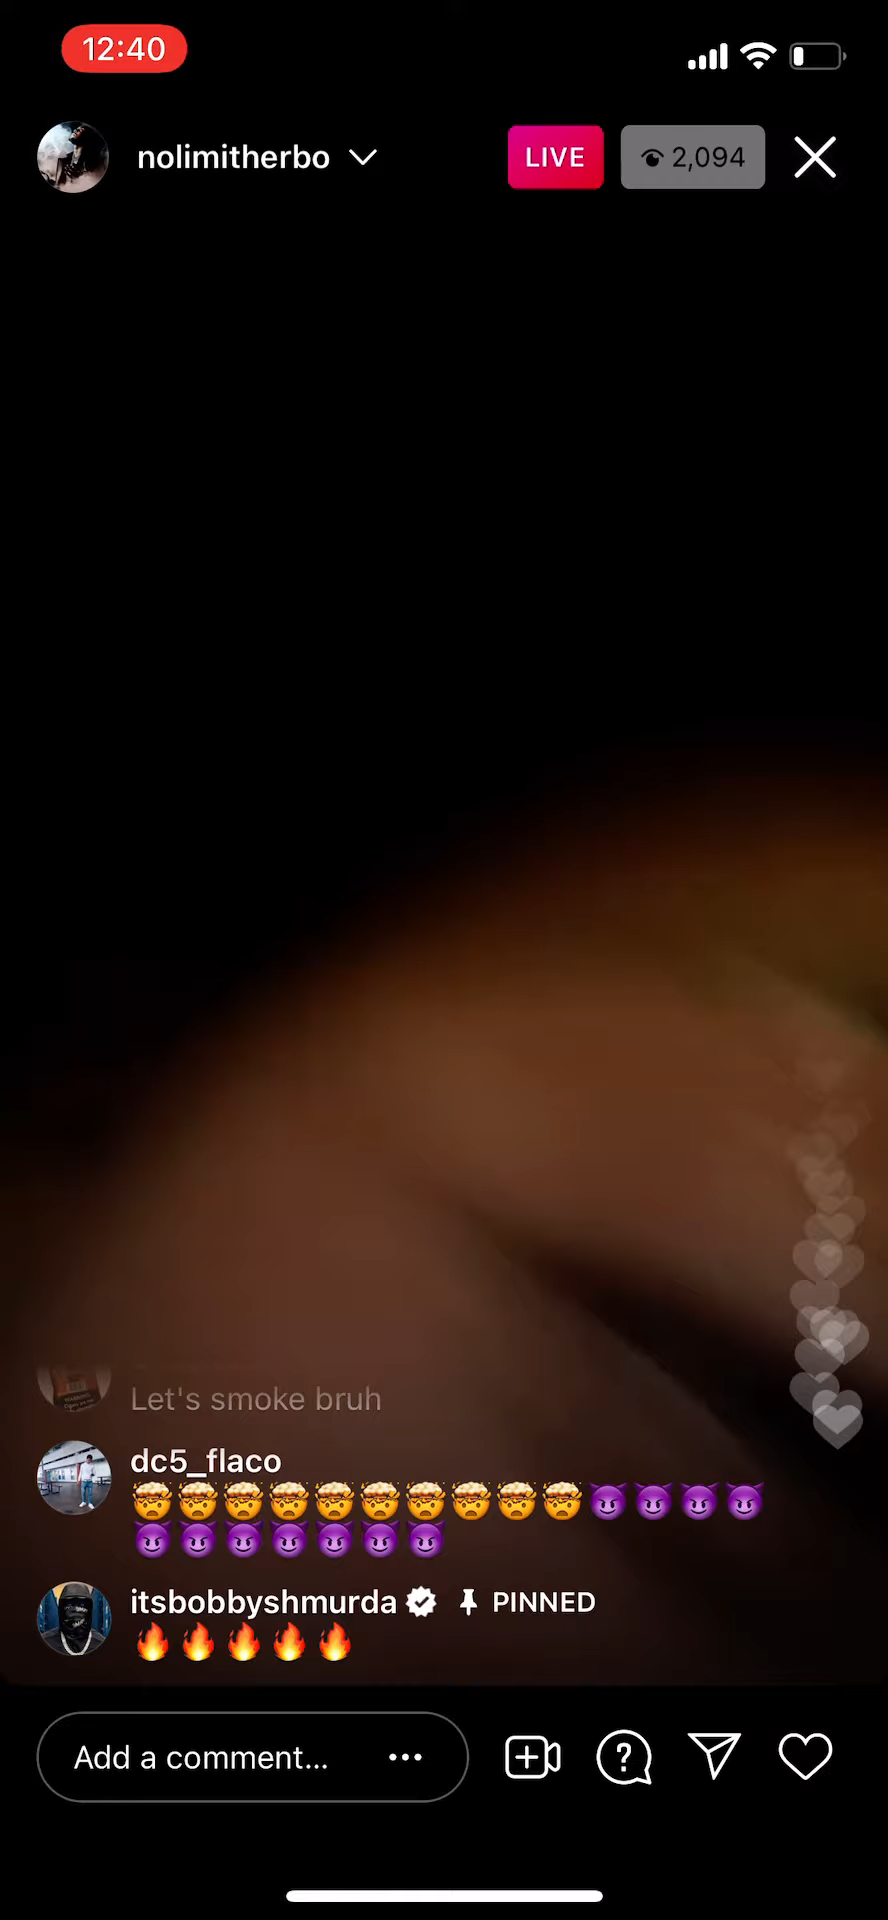 12:40
nolimitherbo
LIVE
2,094
Let's smoke bruh
dc5_flaco
🤯🤯🤯🤯🤯🤯🤯🤯🤯🤯😈😈😈😈
😈😈😈😈😈😈😈
itsbobbyshmurda PINNED
🔥🔥🔥🔥🔥
Add a comment...